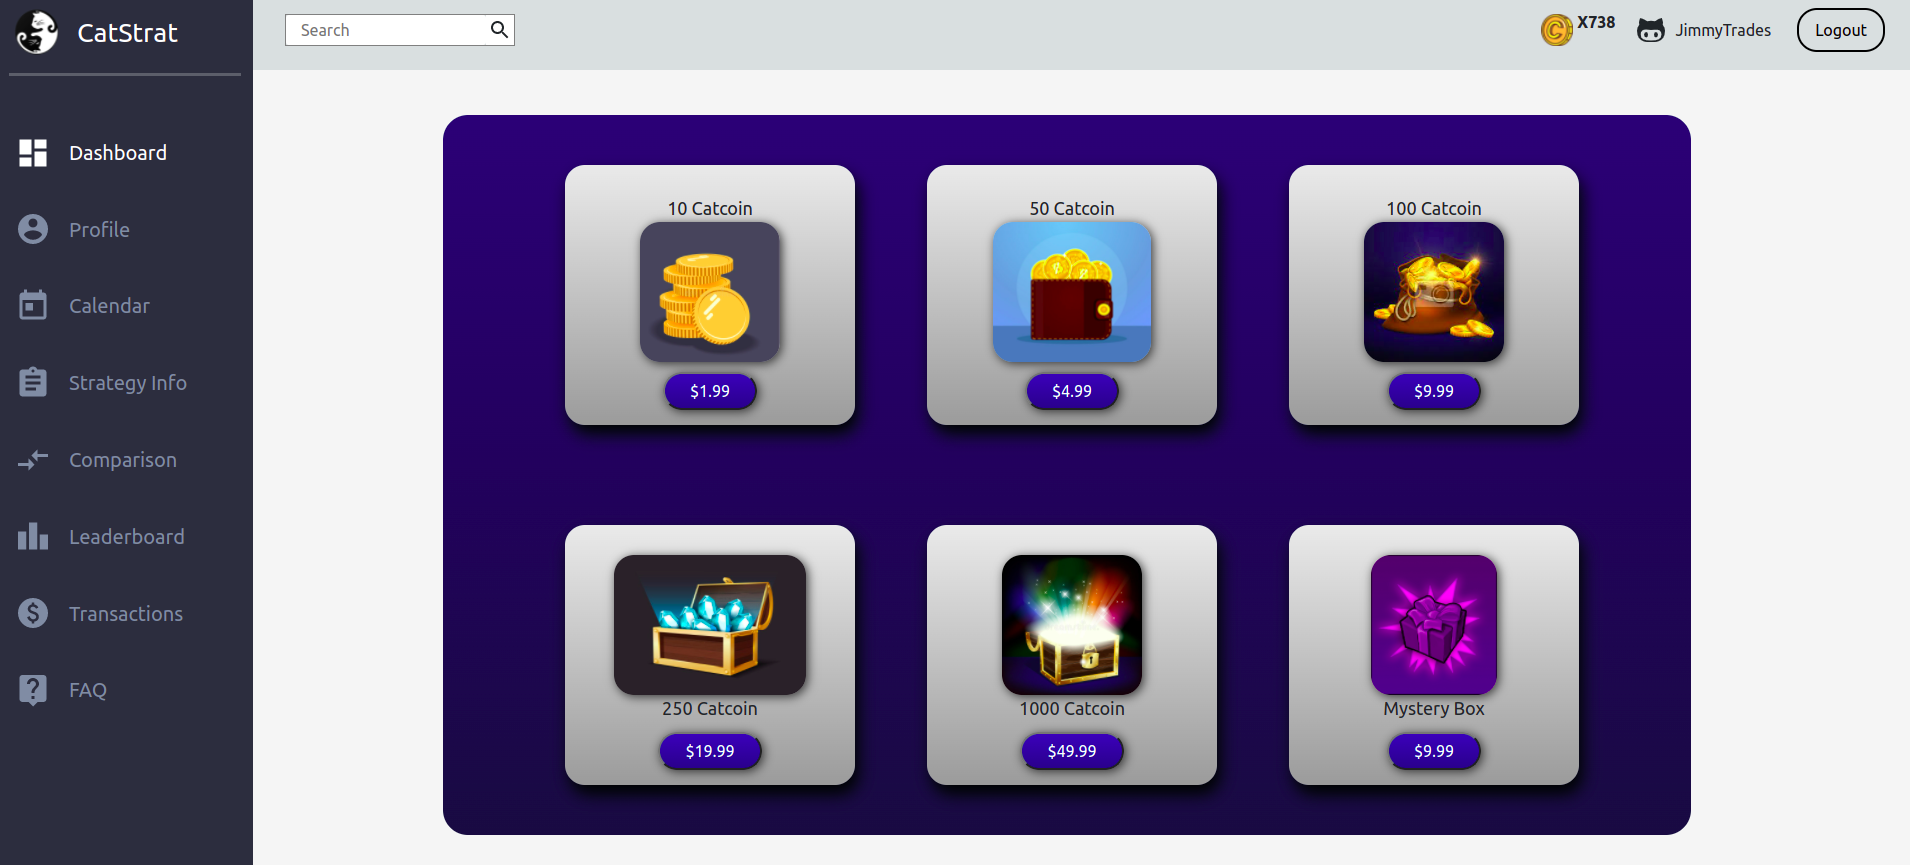 CatStrat
Search
X738
JimmyTrades
Logout
Dashboard
Profile
Calendar
Strategy Info
Comparison
Leaderboard
Transactions
FAQ
10 Catcoin
50 Catcoin
100 Catcoin
$1.99
$4.99
$9.99
250 Catcoin
1000 Catcoin
Mystery Box
$19.99
$49.99
$9.99